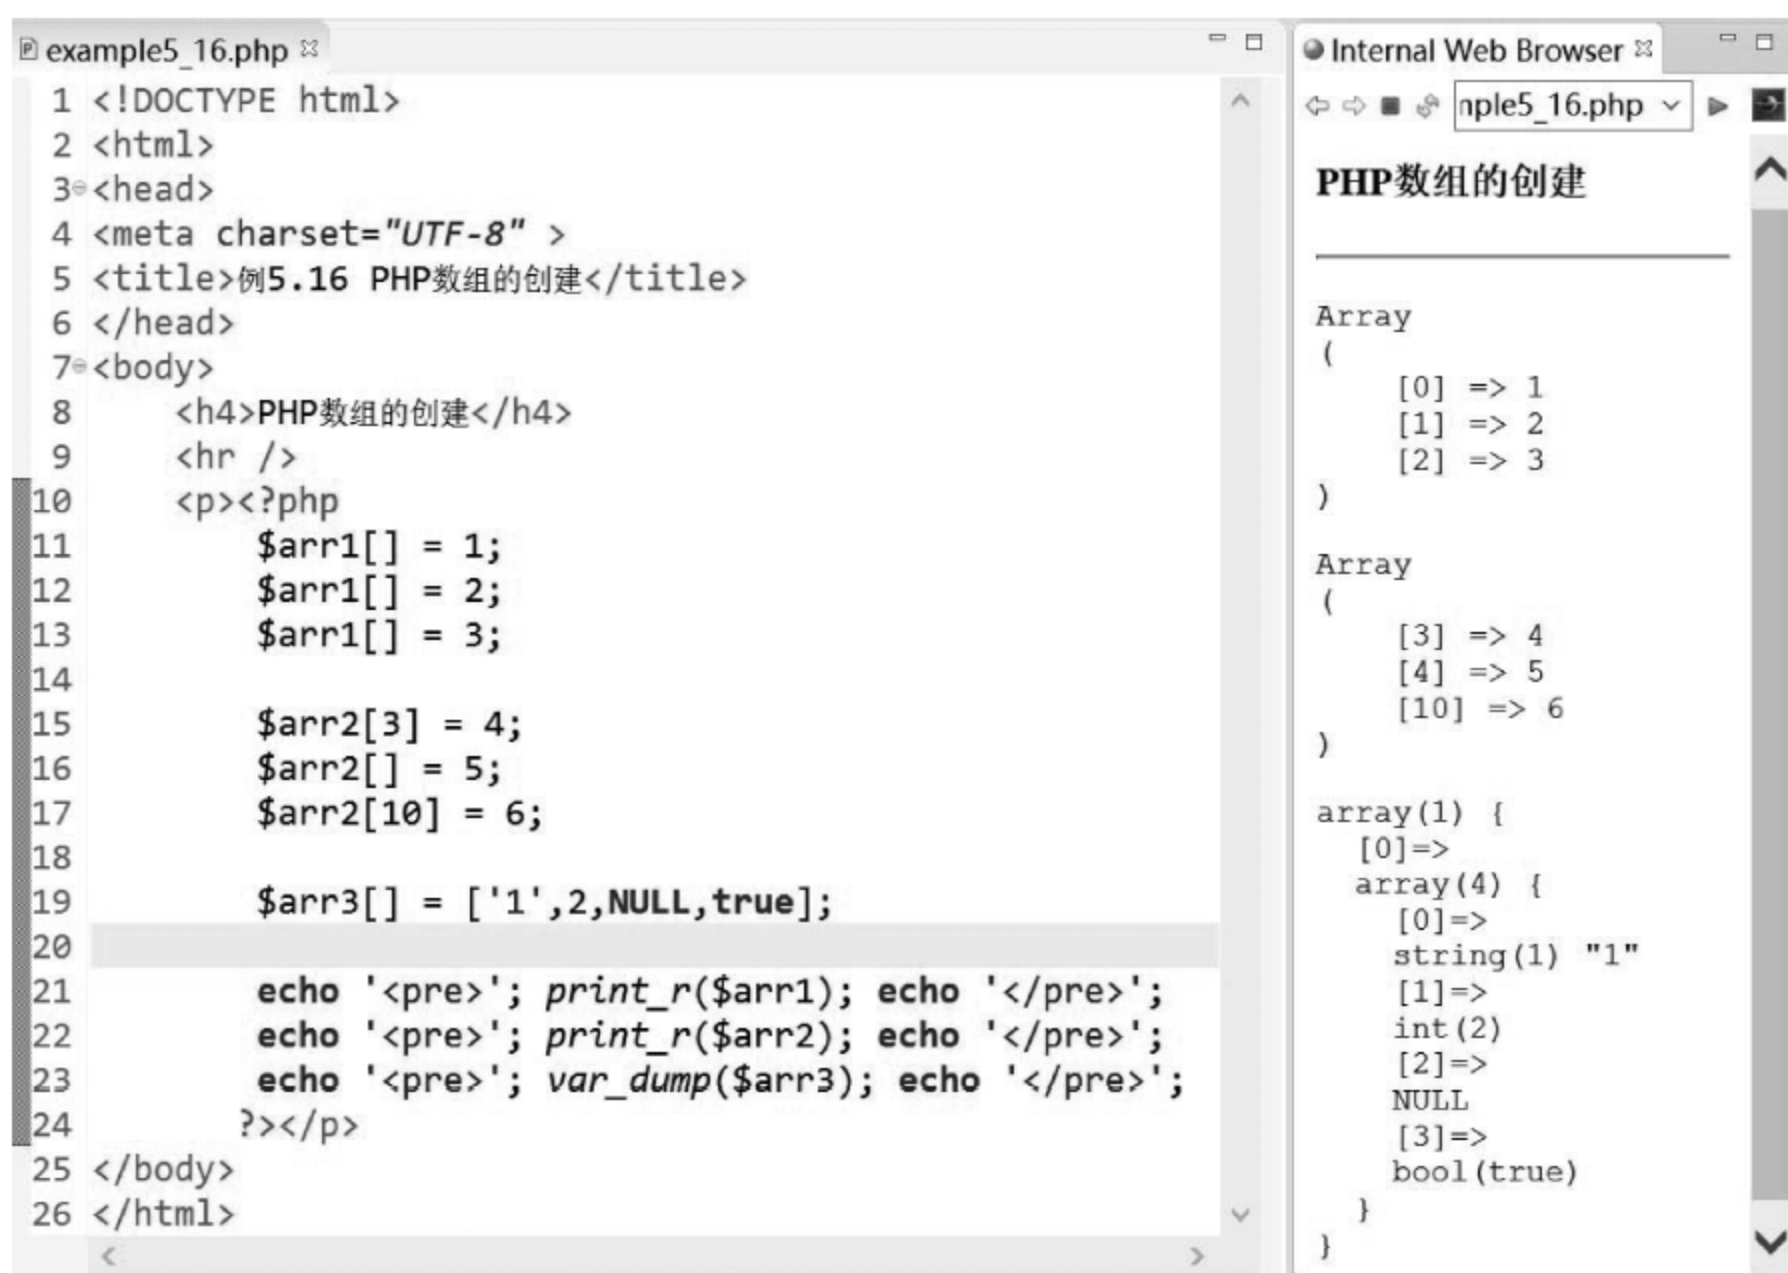 example5_16.php
1 <!DOCTYPE html>
2 <html>
3 <head>
4 <meta charset="UTF-8" >
5 <title>例5.16 PHP数组的创建</title>
6 </head>
7 <body>
8     <h4>PHP数组的创建</h4>
9     <hr />
10     <p><?php
11         $arr1[] = 1;
12         $arr1[] = 2;
13         $arr1[] = 3;
14
15         $arr2[3] = 4;
16         $arr2[] = 5;
17         $arr2[10] = 6;
18
19         $arr3[] = ['1',2,NULL,true];
20
21         echo '<pre>'; print_r($arr1); echo '</pre>';
22         echo '<pre>'; print_r($arr2); echo '</pre>';
23         echo '<pre>'; var_dump($arr3); echo '</pre>';
24        ?></p>
25 </body>
26 </html>
Internal Web Browser
nple5_16.php
PHP数组的创建
Array
(
    [0] => 1
    [1] => 2
    [2] => 3
)
Array
(
    [3] => 4
    [4] => 5
    [10] => 6
)
array(1) {
  [0]=>
  array(4) {
    [0]=>
    string(1) "1"
    [1]=>
    int(2)
    [2]=>
    NULL
    [3]=>
    bool(true)
  }
}